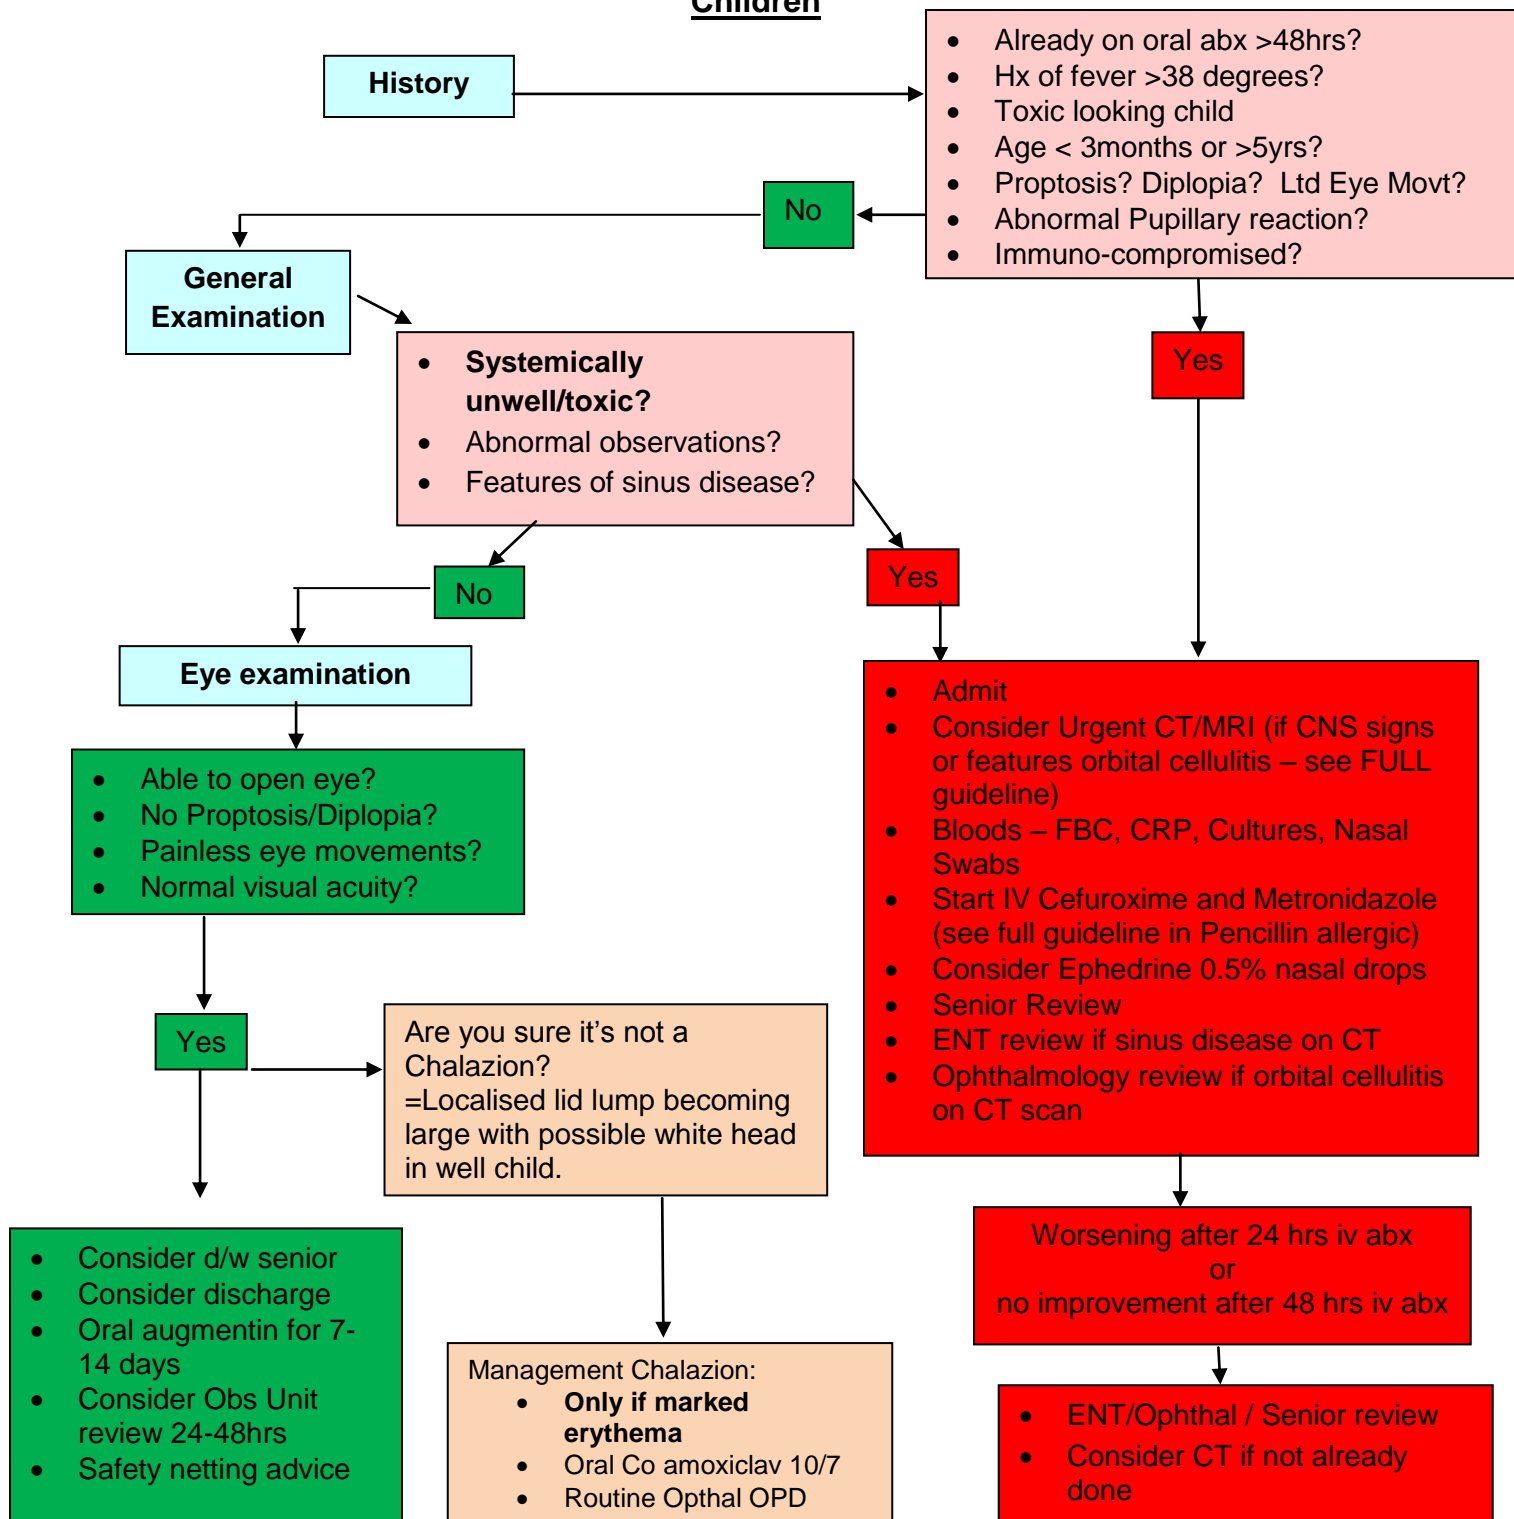 Children
History
• Already on oral abx >48hrs?
• Hx of fever >38 degrees?
• Toxic looking child
• Age < 3months or >5yrs?
• Proptosis? Diplopia? Ltd Eye Movt?
• Abnormal Pupillary reaction?
• Immuno-compromised?
No
Yes
General
Examination
• Systemically
unwell/toxic?
• Abnormal observations?
• Features of sinus disease?
No
Yes
Eye examination
• Able to open eye?
• No Proptosis/Diplopia?
• Painless eye movements?
• Normal visual acuity?
• Admit
• Consider Urgent CT/MRI (if CNS signs
or features orbital cellulitis – see FULL
guideline)
• Bloods – FBC, CRP, Cultures, Nasal
Swabs
• Start IV Cefuroxime and Metronidazole
(see full guideline in Pencillin allergic)
• Consider Ephedrine 0.5% nasal drops
• Senior Review
• ENT review if sinus disease on CT
• Ophthalmology review if orbital cellulitis
on CT scan
Yes
Are you sure it's not a
Chalazion?
=Localised lid lump becoming
large with possible white head
in well child.
• Consider d/w senior
• Consider discharge
• Oral augmentin for 7-
14 days
• Consider Obs Unit
review 24-48hrs
• Safety netting advice
Management Chalazion:
• Only if marked
erythema
• Oral Co amoxiclav 10/7
• Routine Opthal OPD
Worsening after 24 hrs iv abx
or
no improvement after 48 hrs iv abx
• ENT/Ophthal / Senior review
• Consider CT if not already
done